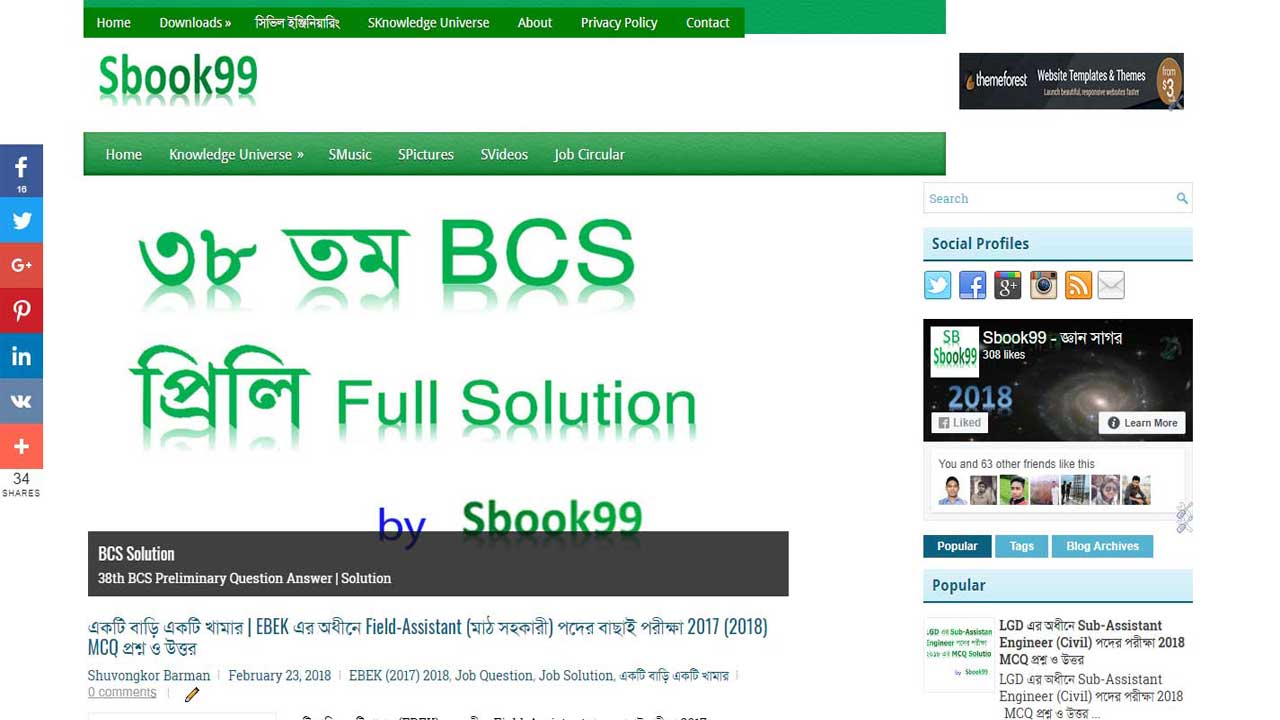 Home Downloads » সিভিল ইঞ্জিনিয়ারিং SKnowledge Universe About Privacy Policy Contact
Sbook99
themeforest Website Templates & Themes from $3
Launch beautiful, responsive websites faster
Home Knowledge Universe » SMusic SPictures SVideos Job Circular
16
34
SHARES
৩৮ তম BCS
প্রিলি Full Solution
by Sbook99
BCS Solution
38th BCS Preliminary Question Answer | Solution
একটি বাড়ি একটি খামার | EBEK এর অধীনে Field-Assistant (মাঠ সহকারী) পদের বাছাই পরীক্ষা 2017 (2018)
MCQ প্রশ্ন ও উত্তর
Shuvongkor Barman February 23, 2018 EBEK (2017) 2018, Job Question, Job Solution, একটি বাড়ি একটি খামার
0 comments
Search
Social Profiles
SB
Sbook99
Sbook99 - জ্ঞান সাগর
308 likes
2018
Liked Learn More
You and 63 other friends like this
Popular Tags Blog Archives
Popular
LGD এর অধীনে Sub-Assistant
Engineer (Civil) পদের পরীক্ষা 2018
MCQ প্রশ্ন ও উত্তর
LGD এর অধীনে Sub-Assistant
Engineer (Civil) পদের পরীক্ষা 2018
MCQ প্রশ্ন ও উত্তর ...